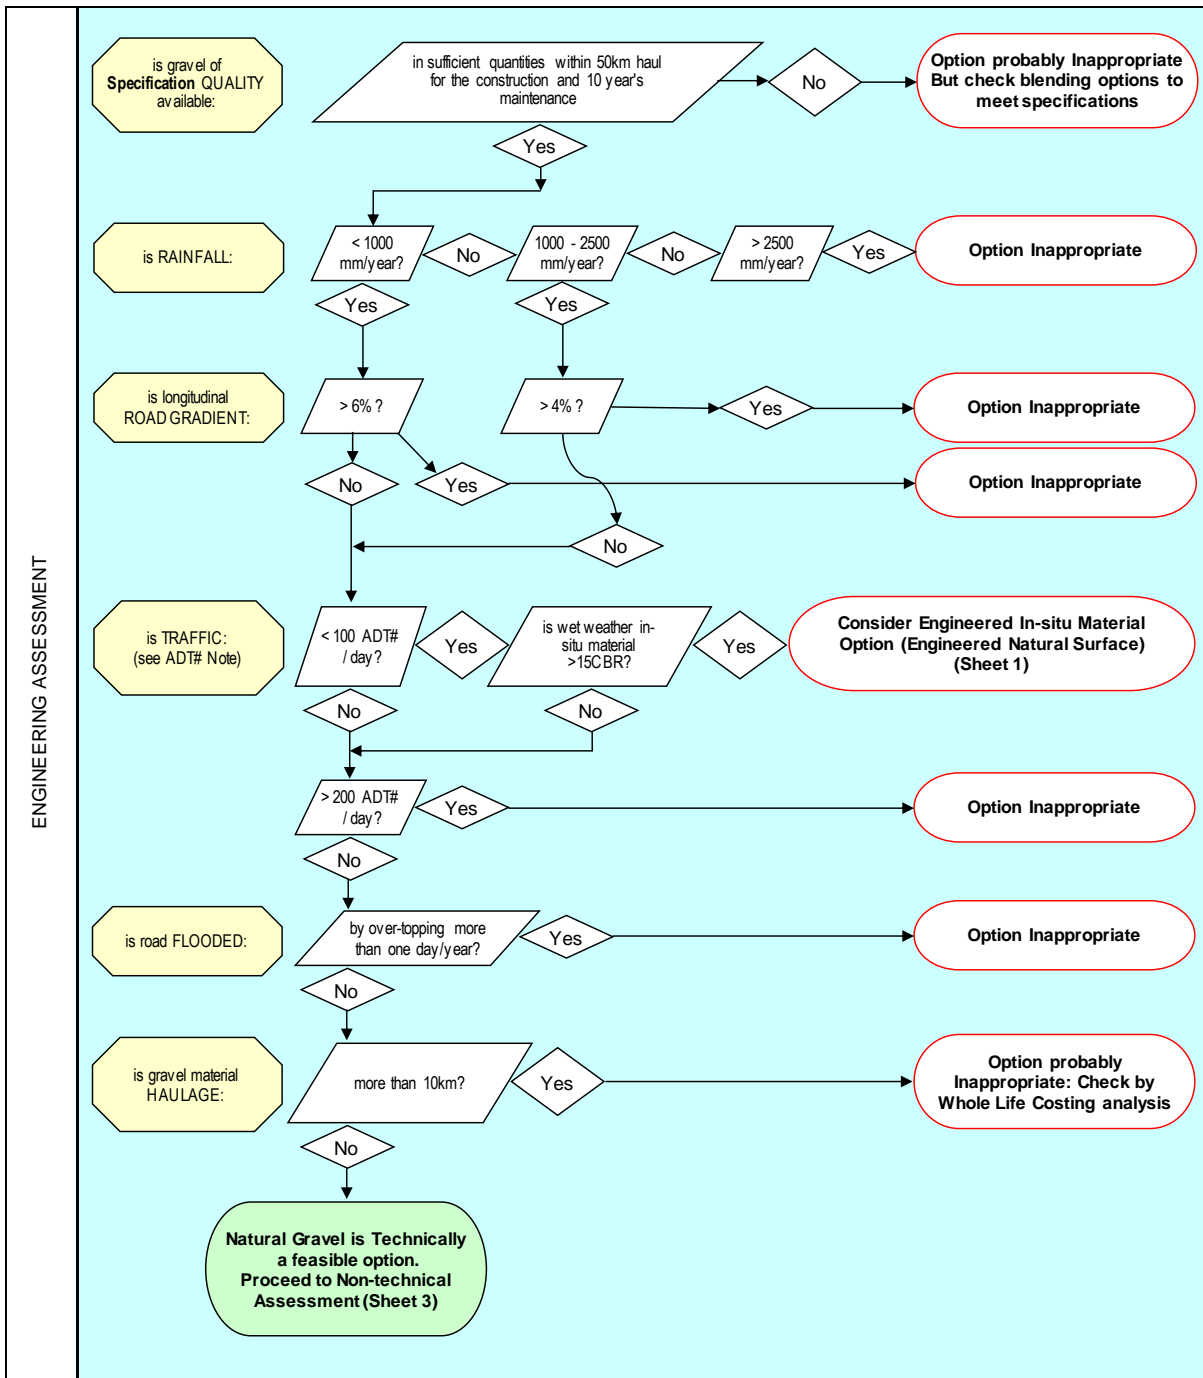 ENGINEERING ASSESSMENT
is gravel of
Specification QUALITY
available:
in sufficient quantities within 50km haul
for the construction and 10 year's
maintenance
No
Option probably Inappropriate
But check blending options to
meet specifications
Yes
is RAINFALL:
< 1000
mm/year?
No
1000 - 2500
mm/year?
No
> 2500
mm/year?
Yes
Option Inappropriate
Yes
Yes
is longitudinal
ROAD GRADIENT:
> 6% ?
> 4% ?
Yes
Option Inappropriate
No
Yes
Option Inappropriate
No
is TRAFFIC:
(see ADT# Note)
< 100 ADT#
/ day?
Yes
is wet weather in-
situ material
>15CBR?
Yes
Consider Engineered In-situ Material
Option (Engineered Natural Surface)
(Sheet 1)
No
No
> 200 ADT#
/ day?
Yes
Option Inappropriate
No
is road FLOODED:
by over-topping more
than one day/year?
Yes
Option Inappropriate
No
is gravel material
HAULAGE:
more than 10km?
Yes
Option probably
Inappropriate: Check by
Whole Life Costing analysis
No
Natural Gravel is Technically
a feasible option.
Proceed to Non-technical
Assessment (Sheet 3)